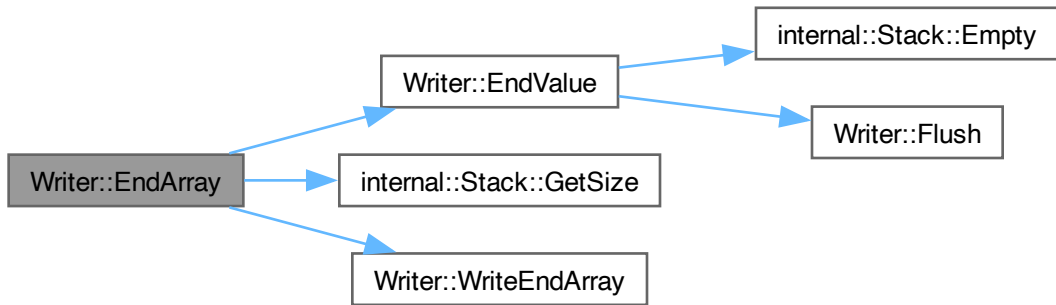 internal::Stack::Empty
Writer::EndValue
Writer::Flush
Writer::EndArray
internal::Stack::GetSize
Writer::WriteEndArray